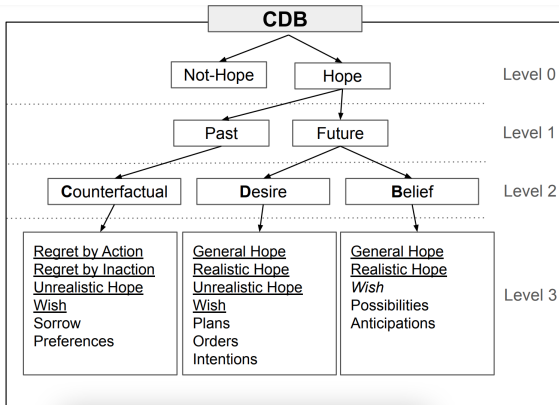 CDB
Not-Hope
Hope
Level 0
Past
Future
Level 1
Counterfactual
Desire
Belief
Level 2
Regret by Action
Regret by Inaction
Unrealistic Hope
Wish
Sorrow
Preferences
General Hope
Realistic Hope
Unrealistic Hope
Wish
Plans
Orders
Intentions
General Hope
Realistic Hope
Wish
Possibilities
Anticipations
Level 3